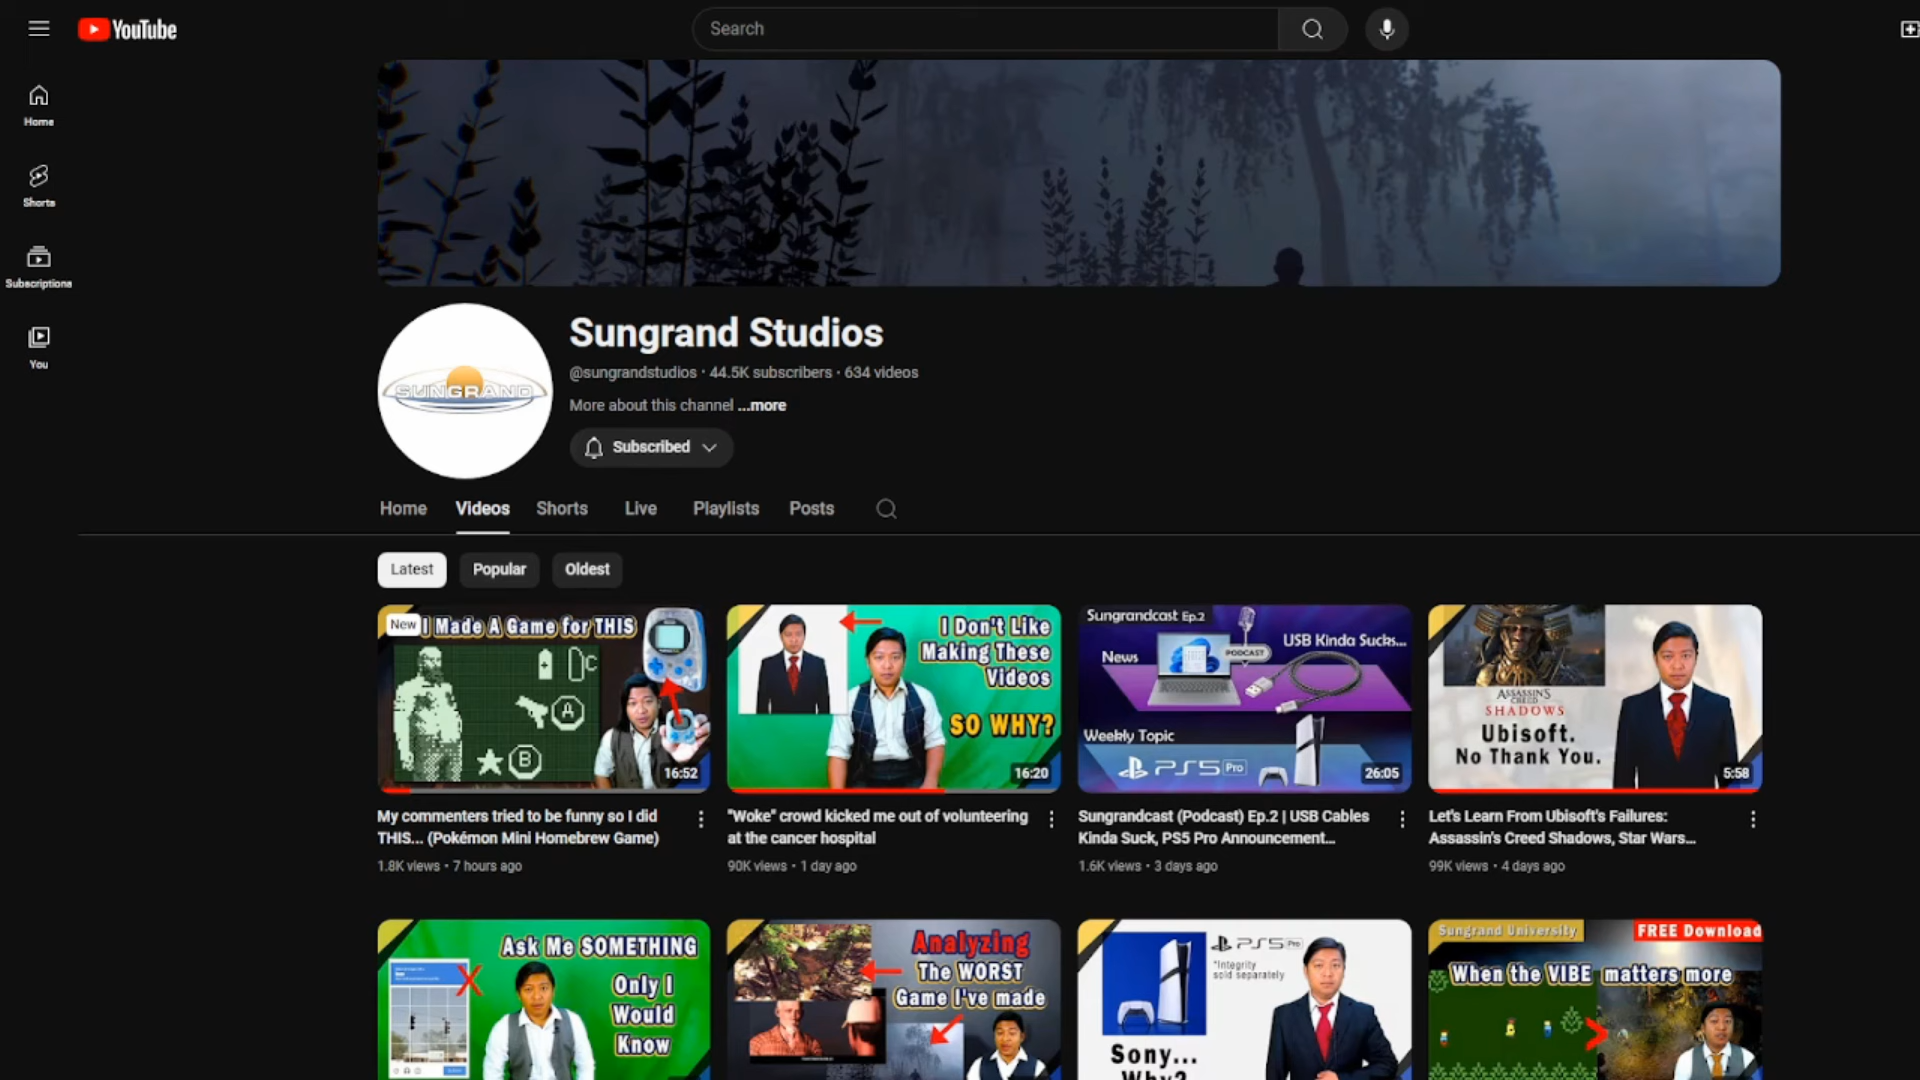 YouTube
Search
Home
Shorts
Subscriptions
You
SUNGRAND
Sungrand Studios
@sungrandstudios · 44.5K subscribers · 634 videos
More about this channel ...more
Subscribed
Home Videos Shorts Live Playlists Posts
Latest Popular Oldest
New I Made A Game for THIS
C
A
B
16:52
My commenters tried to be funny so I did
THIS... (Pokémon Mini Homebrew Game)
1.8K views · 7 hours ago
I Don't Like
Making These
Videos
SO WHY?
16:20
"Woke" crowd kicked me out of volunteering
at the cancer hospital
90K views · 1 day ago
Sungrandcast Ep.2
USB Kinda Sucks...
News
PODCAST
Weekly Topic
PS5 Pro
26:05
Sungrandcast (Podcast) Ep.2 | USB Cables
Kinda Suck, PS5 Pro Announcement...
1.6K views · 3 days ago
ASSASSIN'S
CREED
SHADOWS
Ubisoft.
No Thank You.
5:58
Let's Learn From Ubisoft's Failures:
Assassin's Creed Shadows, Star Wars...
99K views · 4 days ago
Ask Me SOMETHING
Only I
Would
Know
Analyzing
The WORST
Game I've made
PS5 Pro
*Integrity
sold separately
Sony...
Why?
Sungrand University
FREE Download
When the VIBE matters more